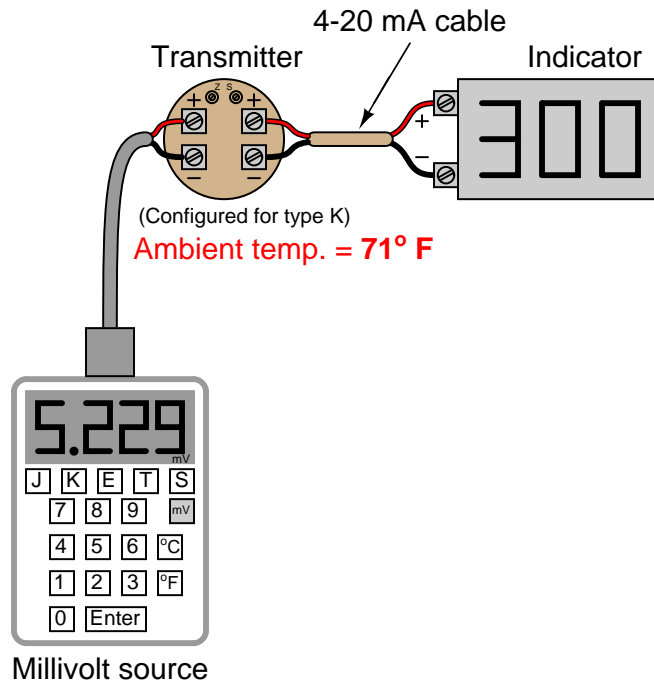 4-20 mA cable
Transmitter
Indicator
Z S
+ +
+
300
−
− −
(Configured for type K)
Ambient temp. = 71° F
5.229
mV
J K E T S
7 8 9 mV
4 5 6 °C
1 2 3 °F
0 Enter
Millivolt source